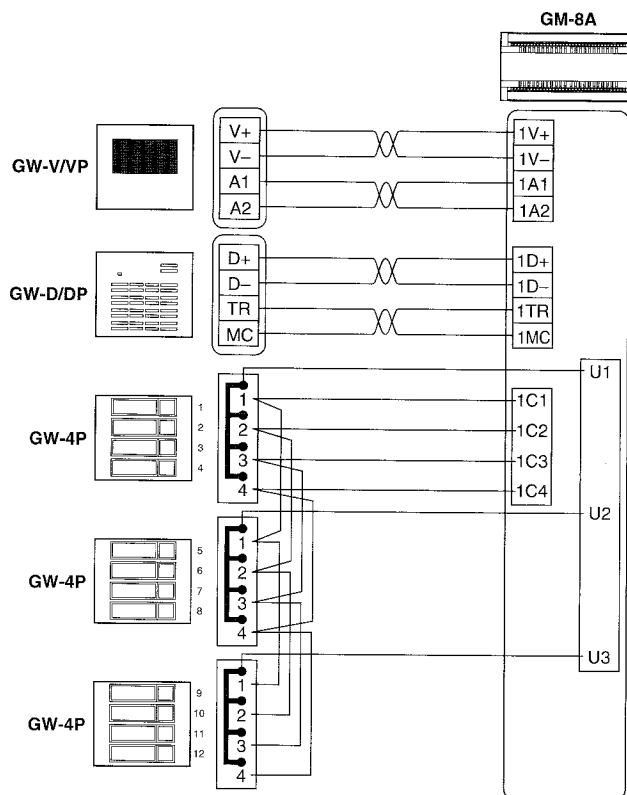 GM-8A
GW-V/VP
V+
V−
A1
A2
1V+
1V−
1A1
1A2
GW-D/DP
D+
D−
TR
MC
1D+
1D−
1TR
1MC
GW-4P
1
2
3
4
1
2
3
4
1C1
1C2
1C3
1C4
U1
GW-4P
5
6
7
8
1
2
3
4
U2
GW-4P
9
10
11
12
1
2
3
4
U3